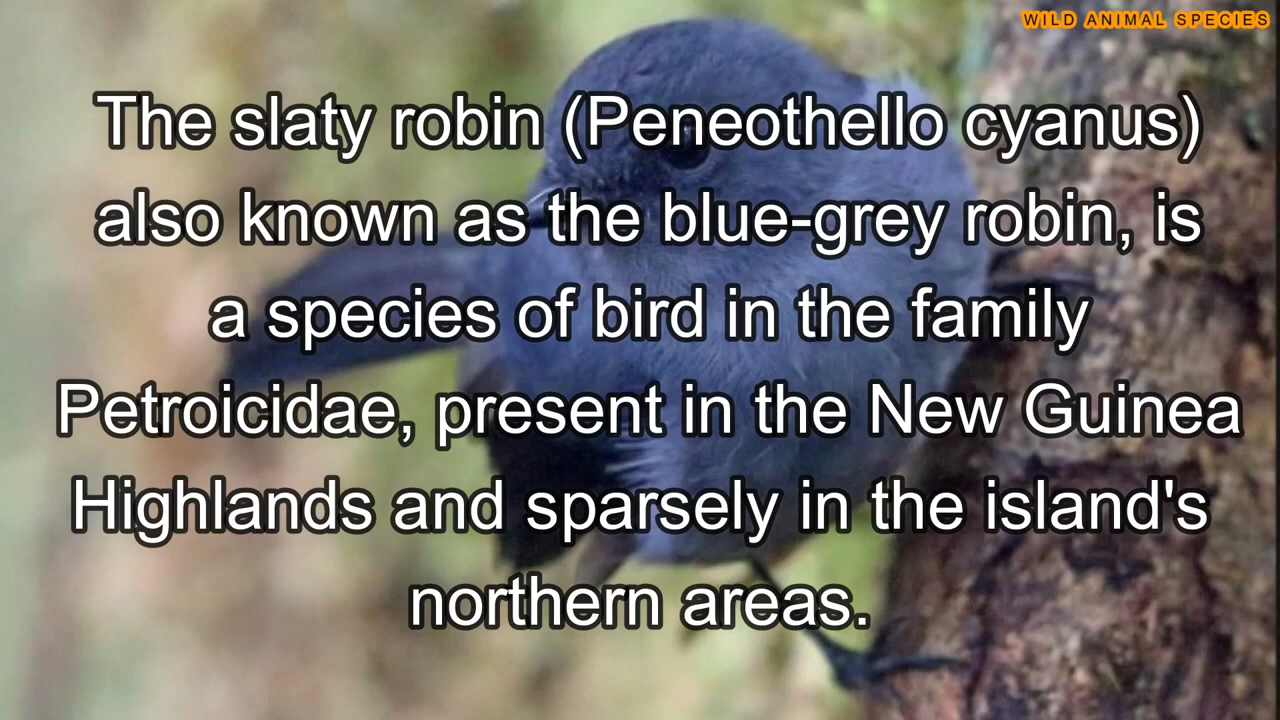 WILD ANIMAL SPECIES
The slaty robin (Peneothello cyanus)
also known as the blue-grey robin, is
a species of bird in the family
Petroicidae, present in the New Guinea
Highlands and sparsely in the island's
northern areas.